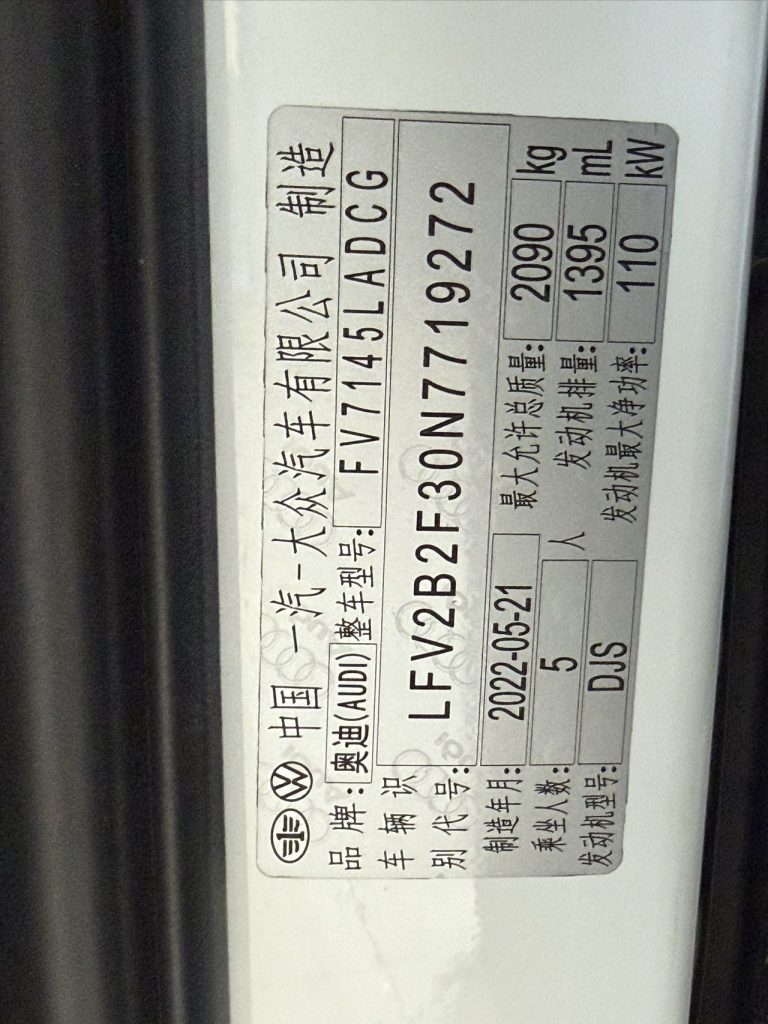 中国 一汽-大众汽车有限公司 制造
品牌:奥迪(AUDI) 整车型号: FV7145LADCG
车辆识别代号: LFV2B2F30N7719272
制造年月: 2022-05-21 最大允许总质量: 2090 kg
乘坐人数: 5 人 发动机排量: 1395 mL
发动机型号: DJS 发动机最大净功率: 110 kW